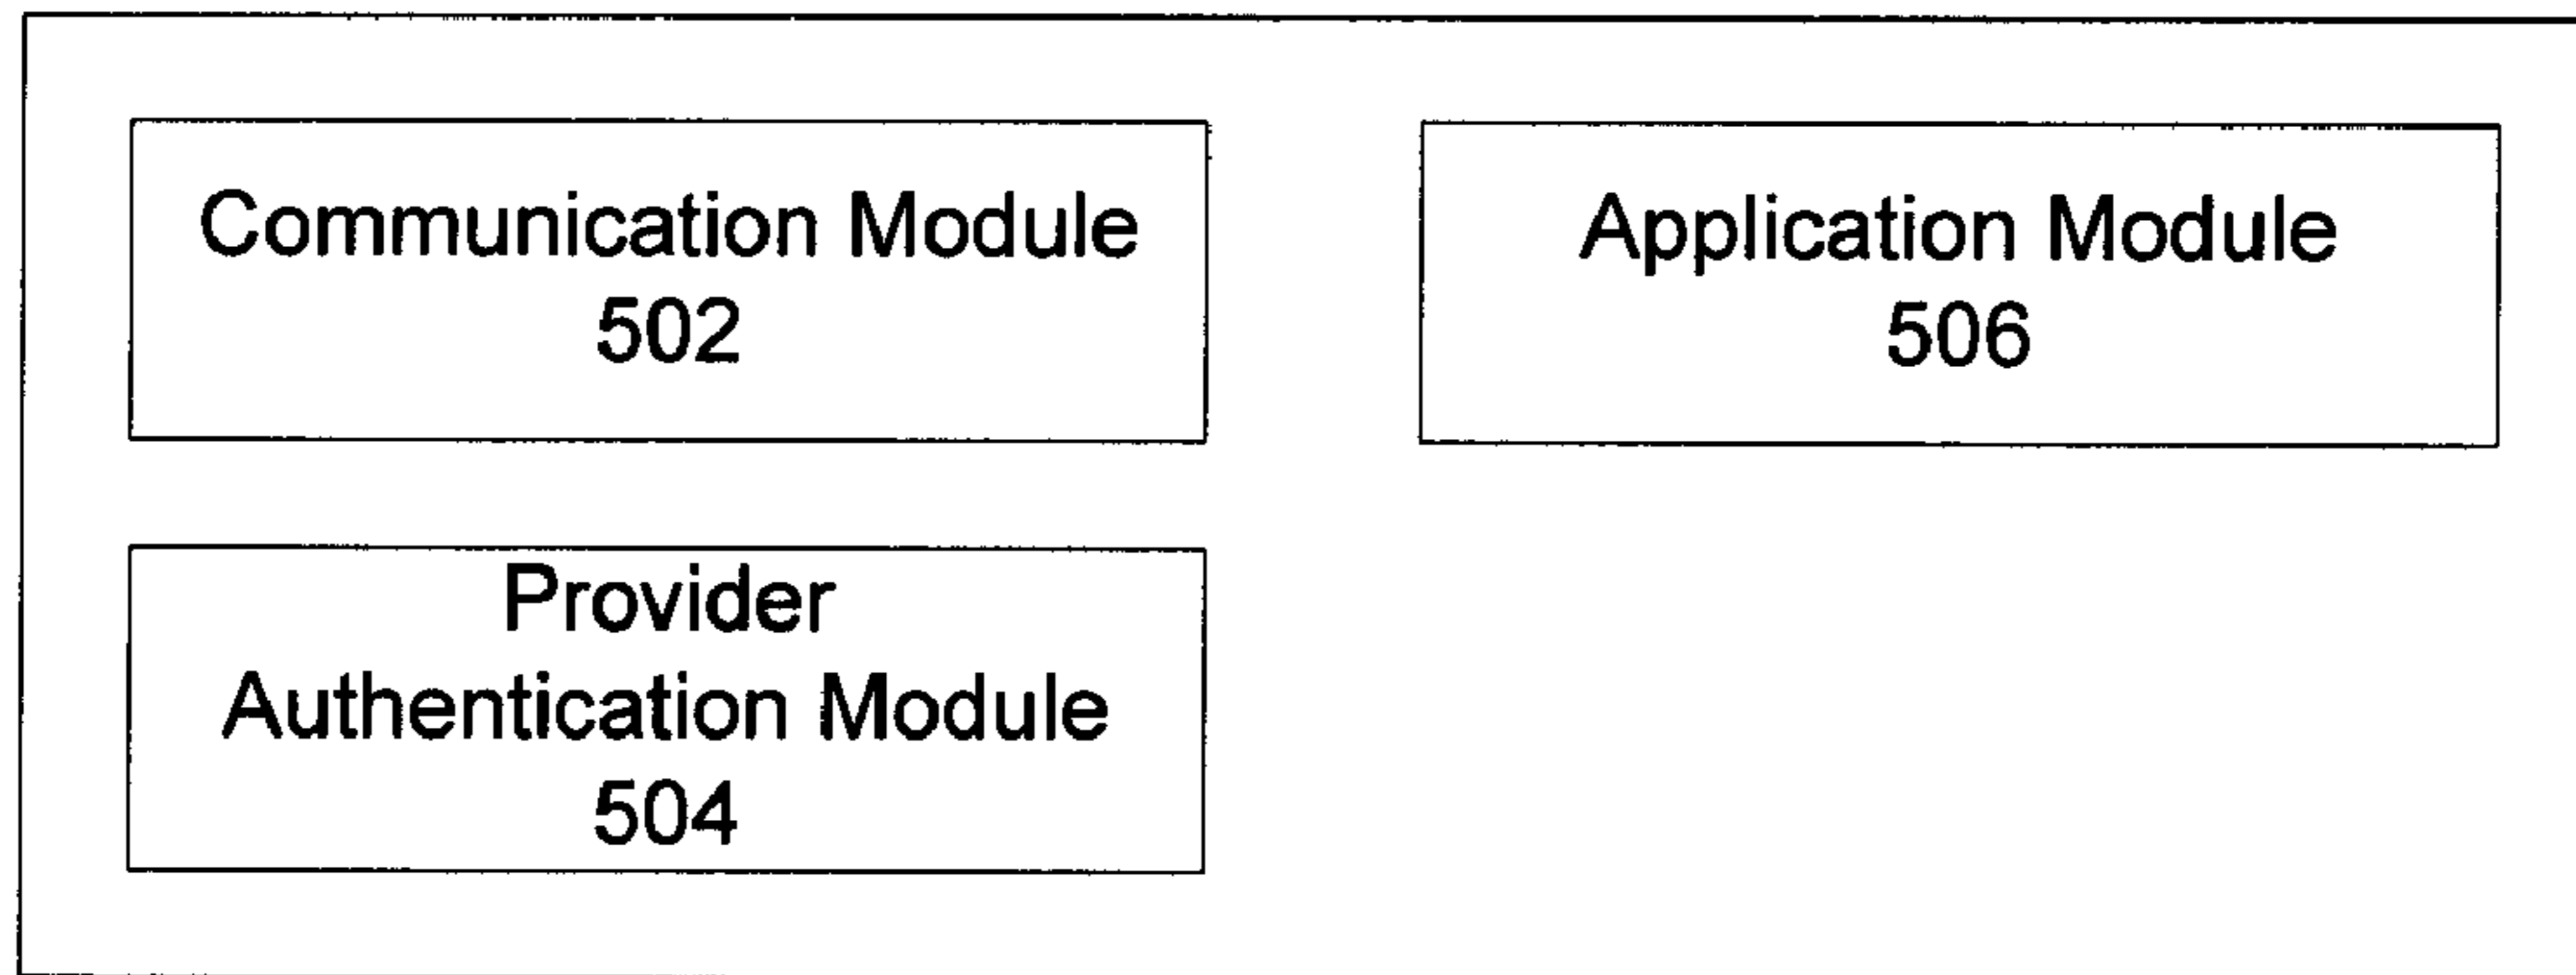 Communication Module
502
Application Module
506
Provider
Authentication Module
504